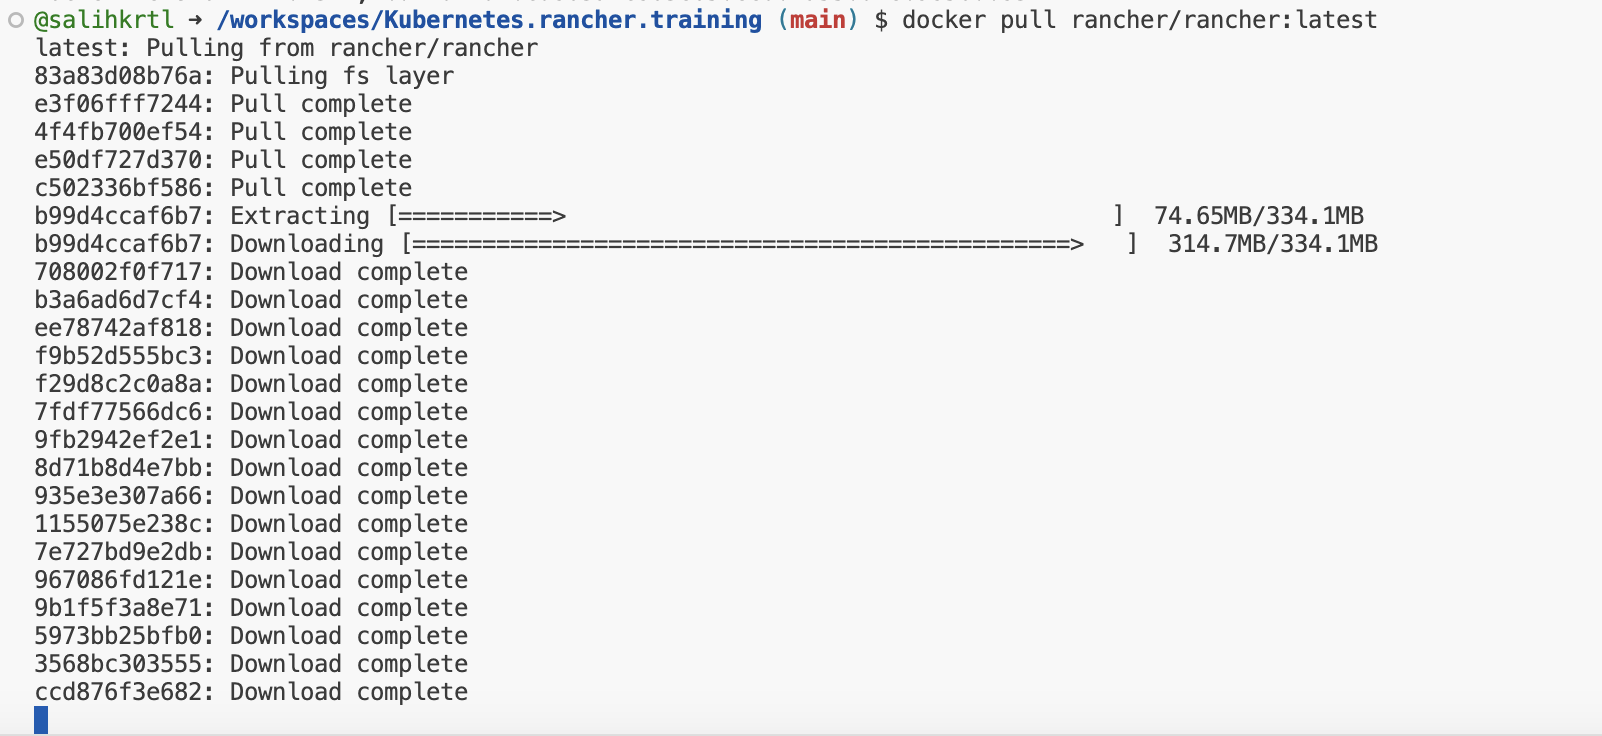 @salihkrtl ➜ /workspaces/Kubernetes.rancher.training (main) $ docker pull rancher/rancher:latest
latest: Pulling from rancher/rancher
83a83d08b76a: Pulling fs layer
e3f06fff7244: Pull complete
4f4fb700ef54: Pull complete
e50df727d370: Pull complete
c502336bf586: Pull complete
b99d4ccaf6b7: Extracting [===========>                                       ]  74.65MB/334.1MB
b99d4ccaf6b7: Downloading [===============================================>   ]  314.7MB/334.1MB
708002f0f717: Download complete
b3a6ad6d7cf4: Download complete
ee78742af818: Download complete
f9b52d555bc3: Download complete
f29d8c2c0a8a: Download complete
7fdf77566dc6: Download complete
9fb2942ef2e1: Download complete
8d71b8d4e7bb: Download complete
935e3e307a66: Download complete
1155075e238c: Download complete
7e727bd9e2db: Download complete
967086fd121e: Download complete
9b1f5f3a8e71: Download complete
5973bb25bfb0: Download complete
3568bc303555: Download complete
ccd876f3e682: Download complete